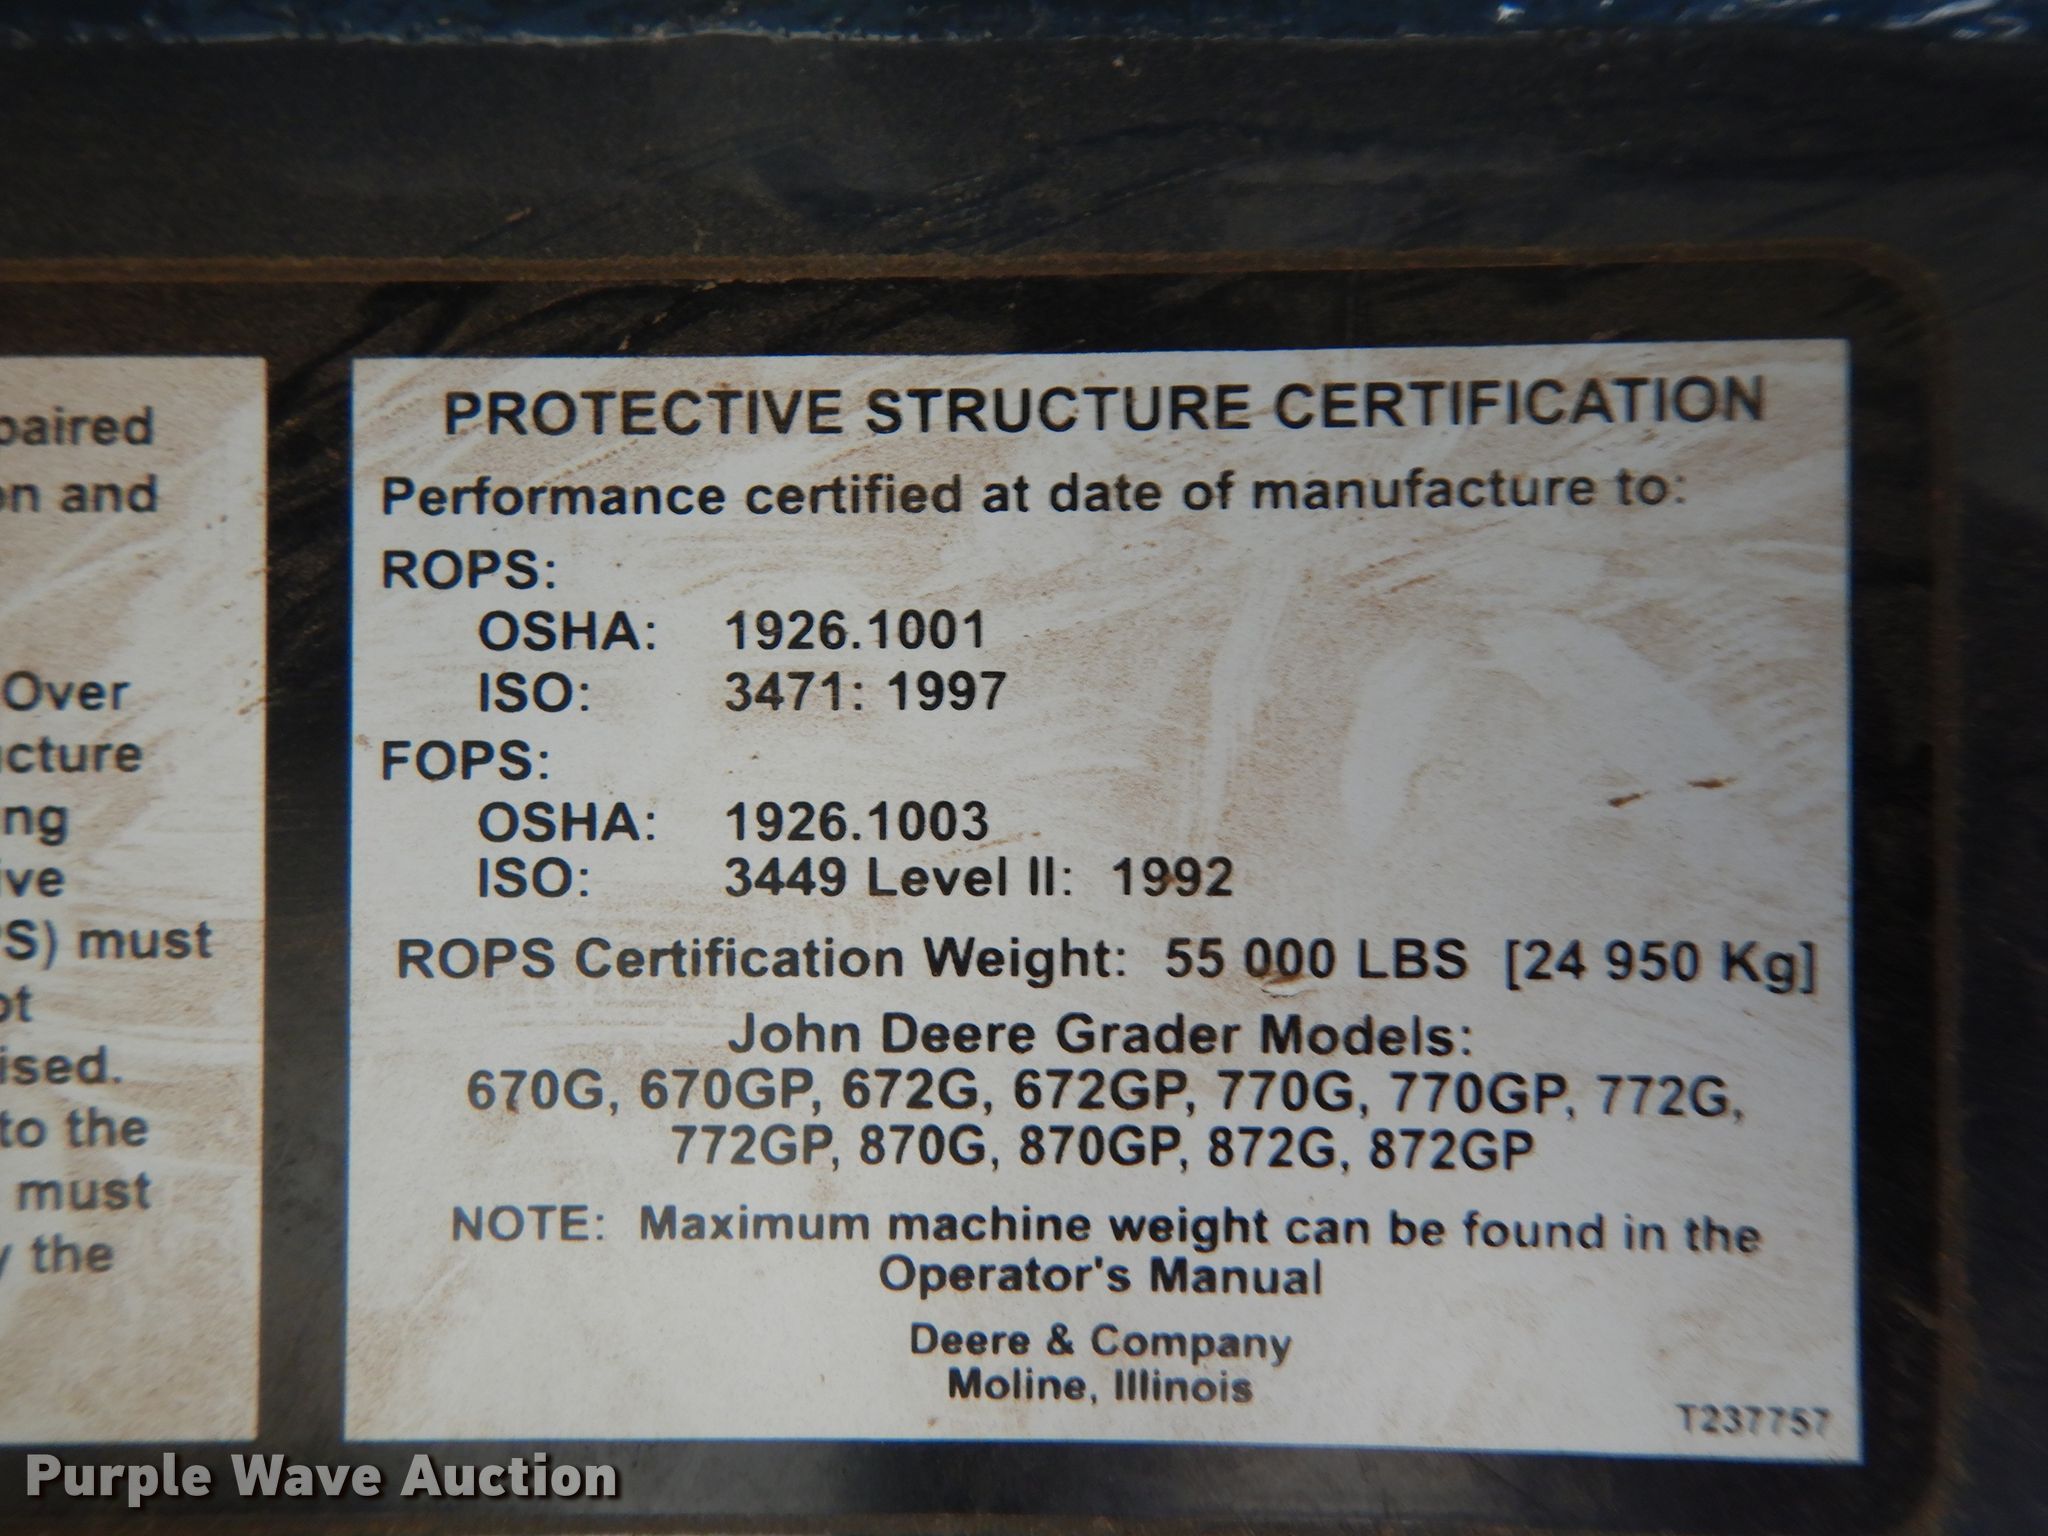 paired
on and
Over
ucture
ng
ive
PS) must
ot
ised.
to the
must
y the
PROTECTIVE STRUCTURE CERTIFICATION
Performance certified at date of manufacture to:
ROPS:
OSHA: 1926.1001
ISO: 3471: 1997
FOPS:
OSHA: 1926.1003
ISO: 3449 Level II: 1992
ROPS Certification Weight: 55 000 LBS [24 950 Kg]
John Deere Grader Models:
670G, 670GP, 672G, 672GP, 770G, 770GP, 772G,
772GP, 870G, 870GP, 872G, 872GP
NOTE: Maximum machine weight can be found in the
Operator's Manual
Deere & Company
Moline, Illinois
T237757
Purple Wave Auction